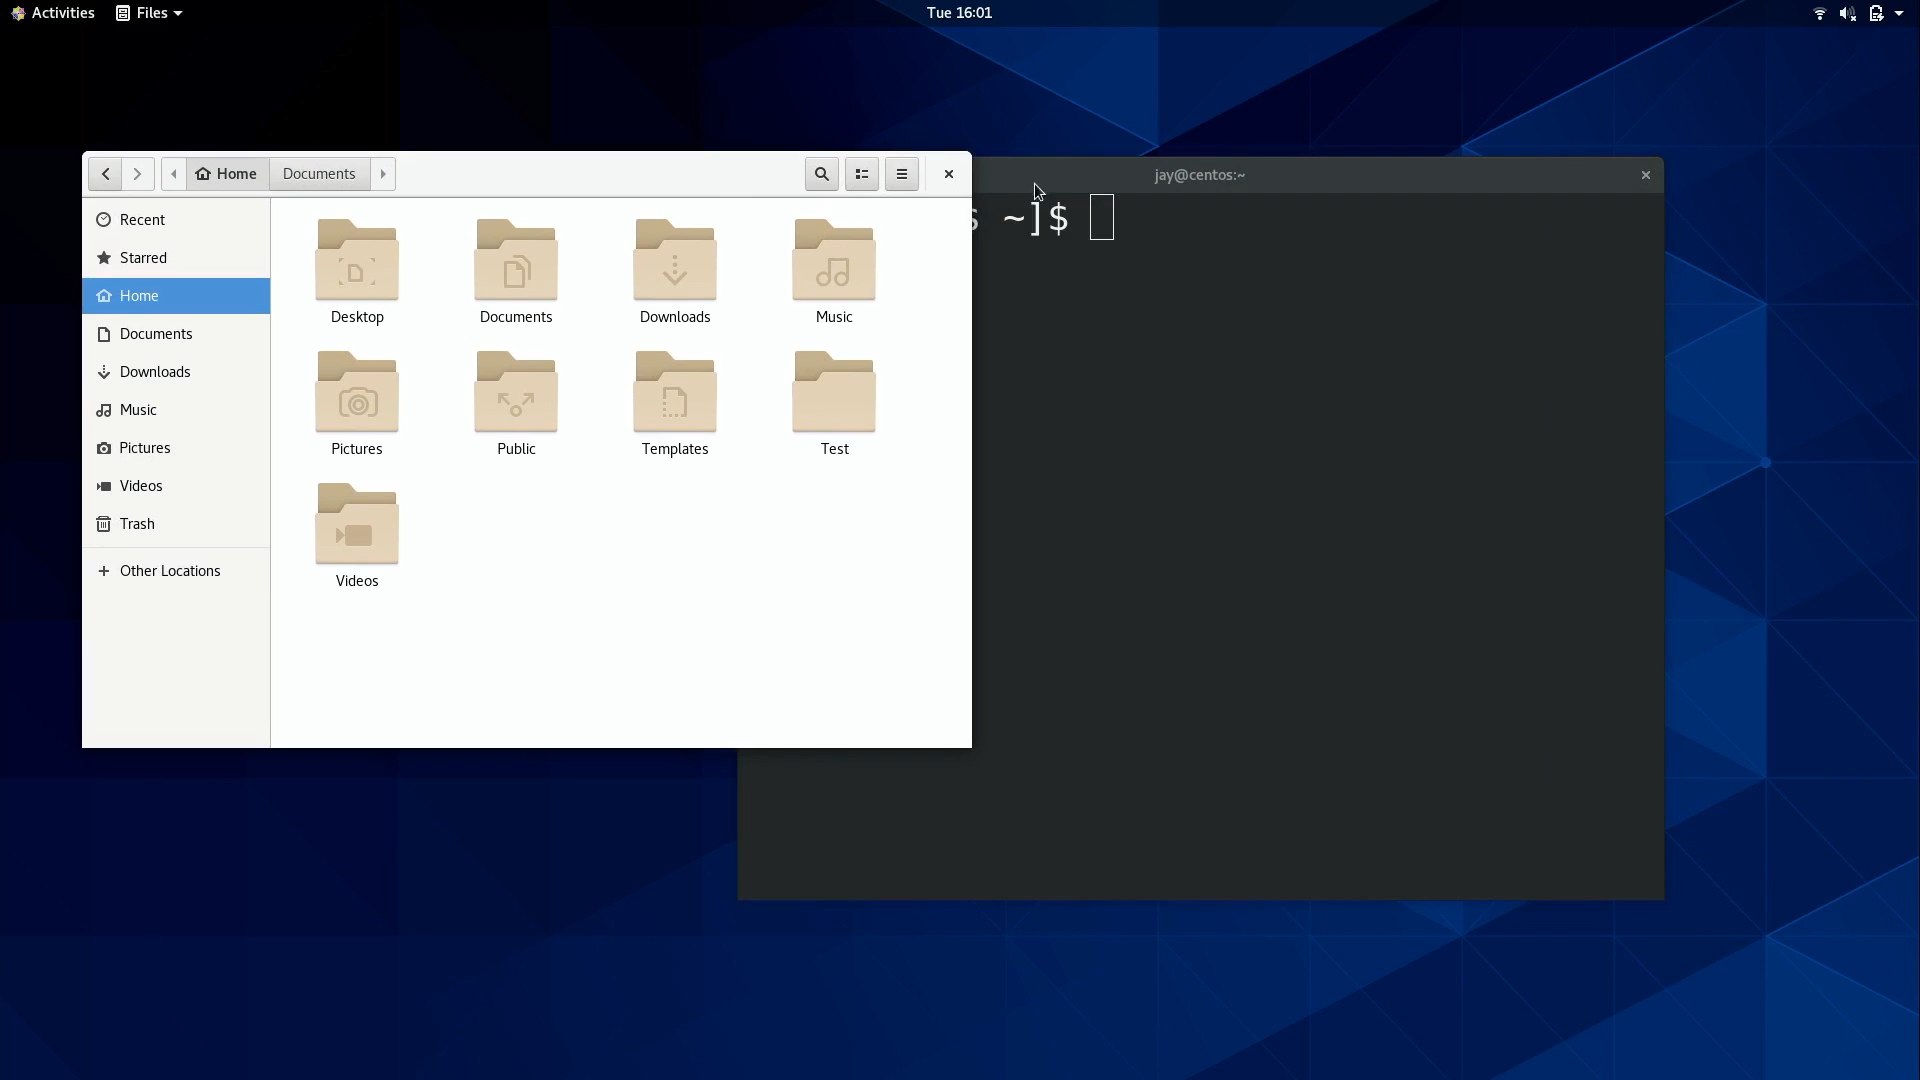 Activities Files Tue 16:01
Home Documents
jay@centos:~
~]$
Recent
Starred
Home
Documents
Downloads
Music
Pictures
Videos
Trash
Other Locations
Desktop Documents Downloads Music
Pictures Public Templates Test
Videos